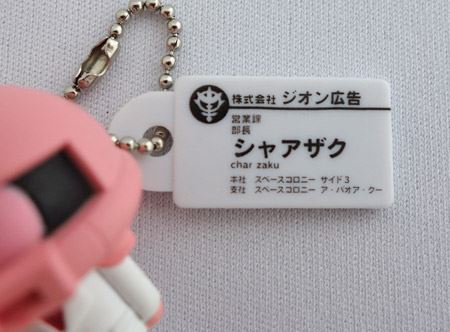 株式会社 ジオン広告
営業課
部長
シャアザク
char zaku
本社 スペースコロニー サイド3
支社 スペースコロニー ア・バオア・クー